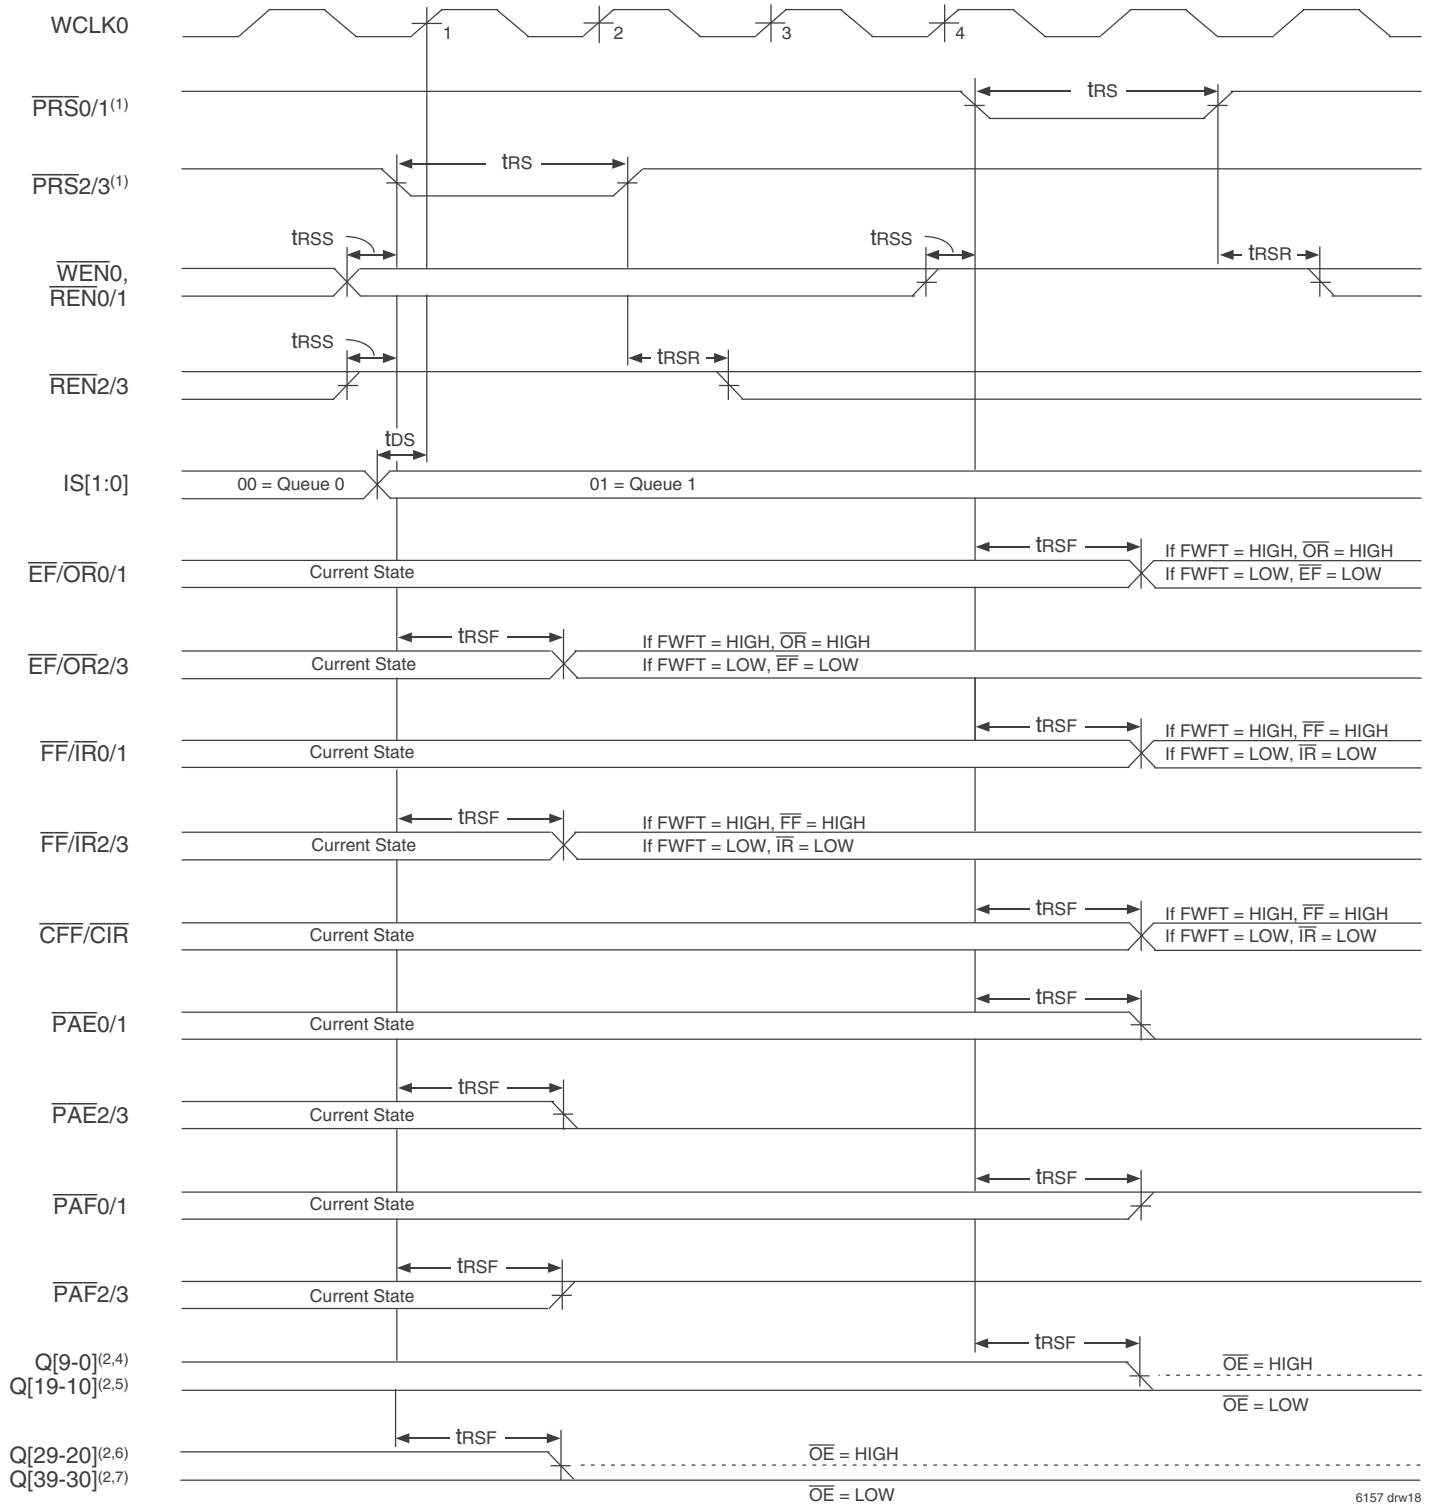 WCLK0
1 2 3 4
PRS0/1(1)
tRS
PRS2/3(1)
tRS
tRSS
tRSS
tRSR
WEN0,
REN0/1
tRSS
tRSR
REN2/3
tDS
IS[1:0]
00 = Queue 0
01 = Queue 1
tRSF
If FWFT = HIGH, OR = HIGH
EF/OR0/1
Current State
If FWFT = LOW, EF = LOW
tRSF
If FWFT = HIGH, OR = HIGH
EF/OR2/3
Current State
If FWFT = LOW, EF = LOW
tRSF
If FWFT = HIGH, FF = HIGH
FF/IR0/1
Current State
If FWFT = LOW, IR = LOW
tRSF
If FWFT = HIGH, FF = HIGH
FF/IR2/3
Current State
If FWFT = LOW, IR = LOW
tRSF
If FWFT = HIGH, FF = HIGH
CFF/CIR
Current State
If FWFT = LOW, IR = LOW
tRSF
PAE0/1
Current State
tRSF
PAE2/3
Current State
tRSF
PAF0/1
Current State
tRSF
PAF2/3
Current State
tRSF
Q[9-0](2,4)
OE = HIGH
Q[19-10](2,5)
OE = LOW
tRSF
Q[29-20](2,6)
OE = HIGH
Q[39-30](2,7)
OE = LOW
6157 drw18